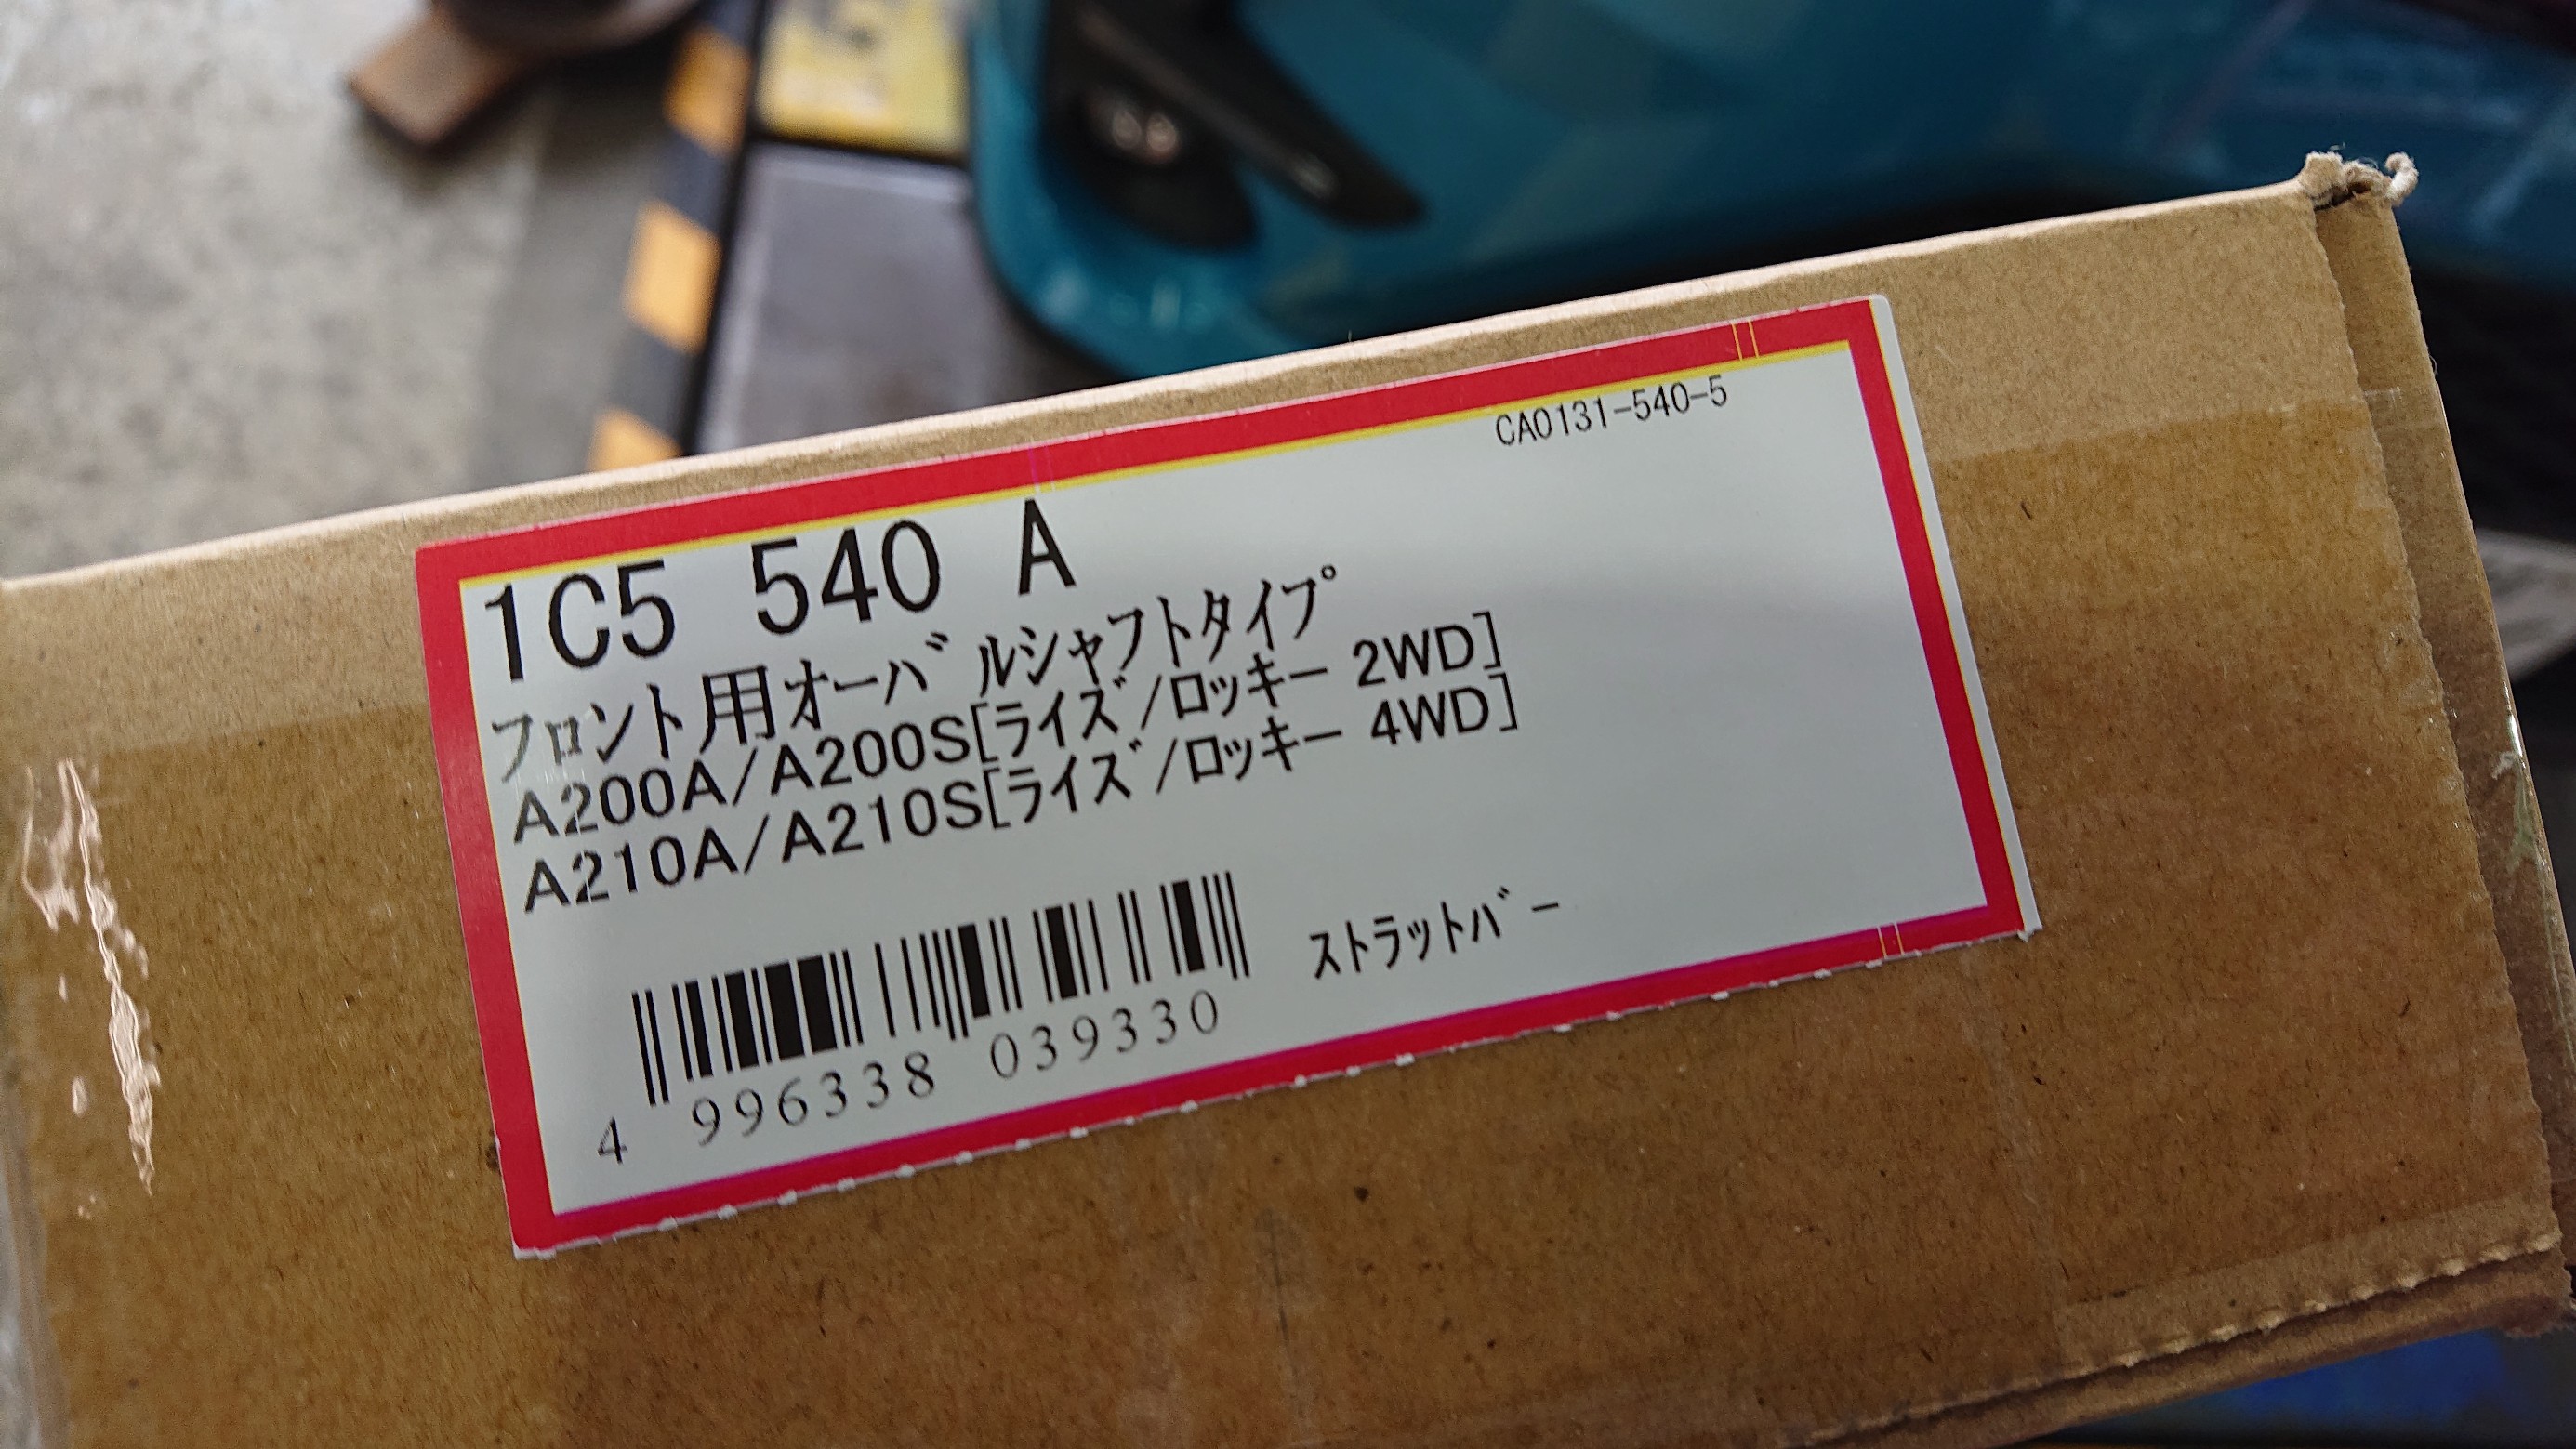 CA0131-540-5
1C5 540 A
フロント用オーバルシャフトタイプ
A200A/A200S[ライズ/ロッキー 2WD]
A210A/A210S[ライズ/ロッキー 4WD]
ストラットバー
4 996338 039330